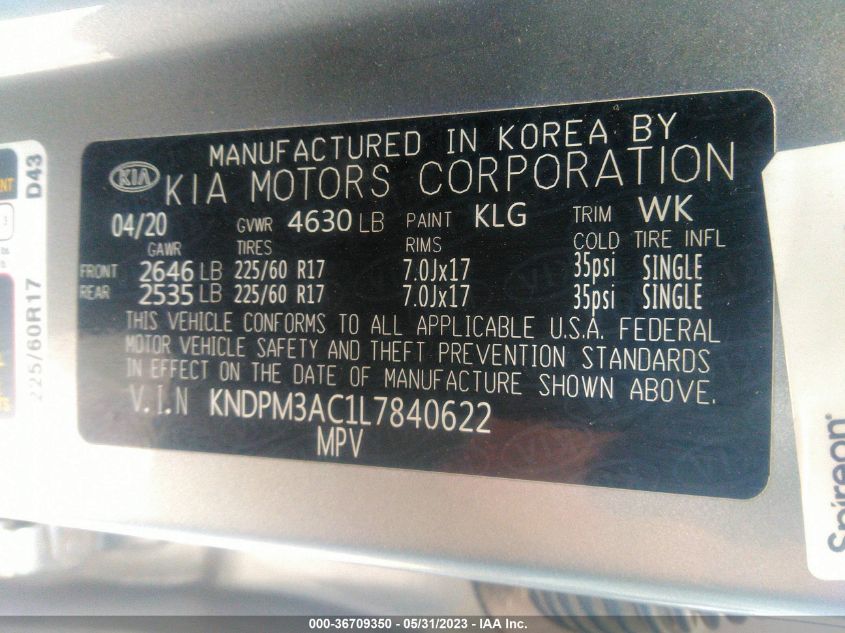 MANUFACTURED IN KOREA BY
KIA KIA MOTORS CORPORATION
04/20 GVWR 4630 LB PAINT KLG TRIM WK
GAWR TIRES RIMS COLD TIRE INFL
FRONT 2646 LB 225/60 R17 7.0Jx17 35psi SINGLE
REAR 2535 LB 225/60 R17 7.0Jx17 35psi SINGLE
THIS VEHICLE CONFORMS TO ALL APPLICABLE U.S.A. FEDERAL
MOTOR VEHICLE SAFETY AND THEFT PREVENTION STANDARDS
IN EFFECT ON THE DATE OF MANUFACTURE SHOWN ABOVE.
V.I.N KNDPM3AC1L7840622
MPV
D43
225/60R17
Spireon
000-36709350 - 05/31/2023 - IAA Inc.